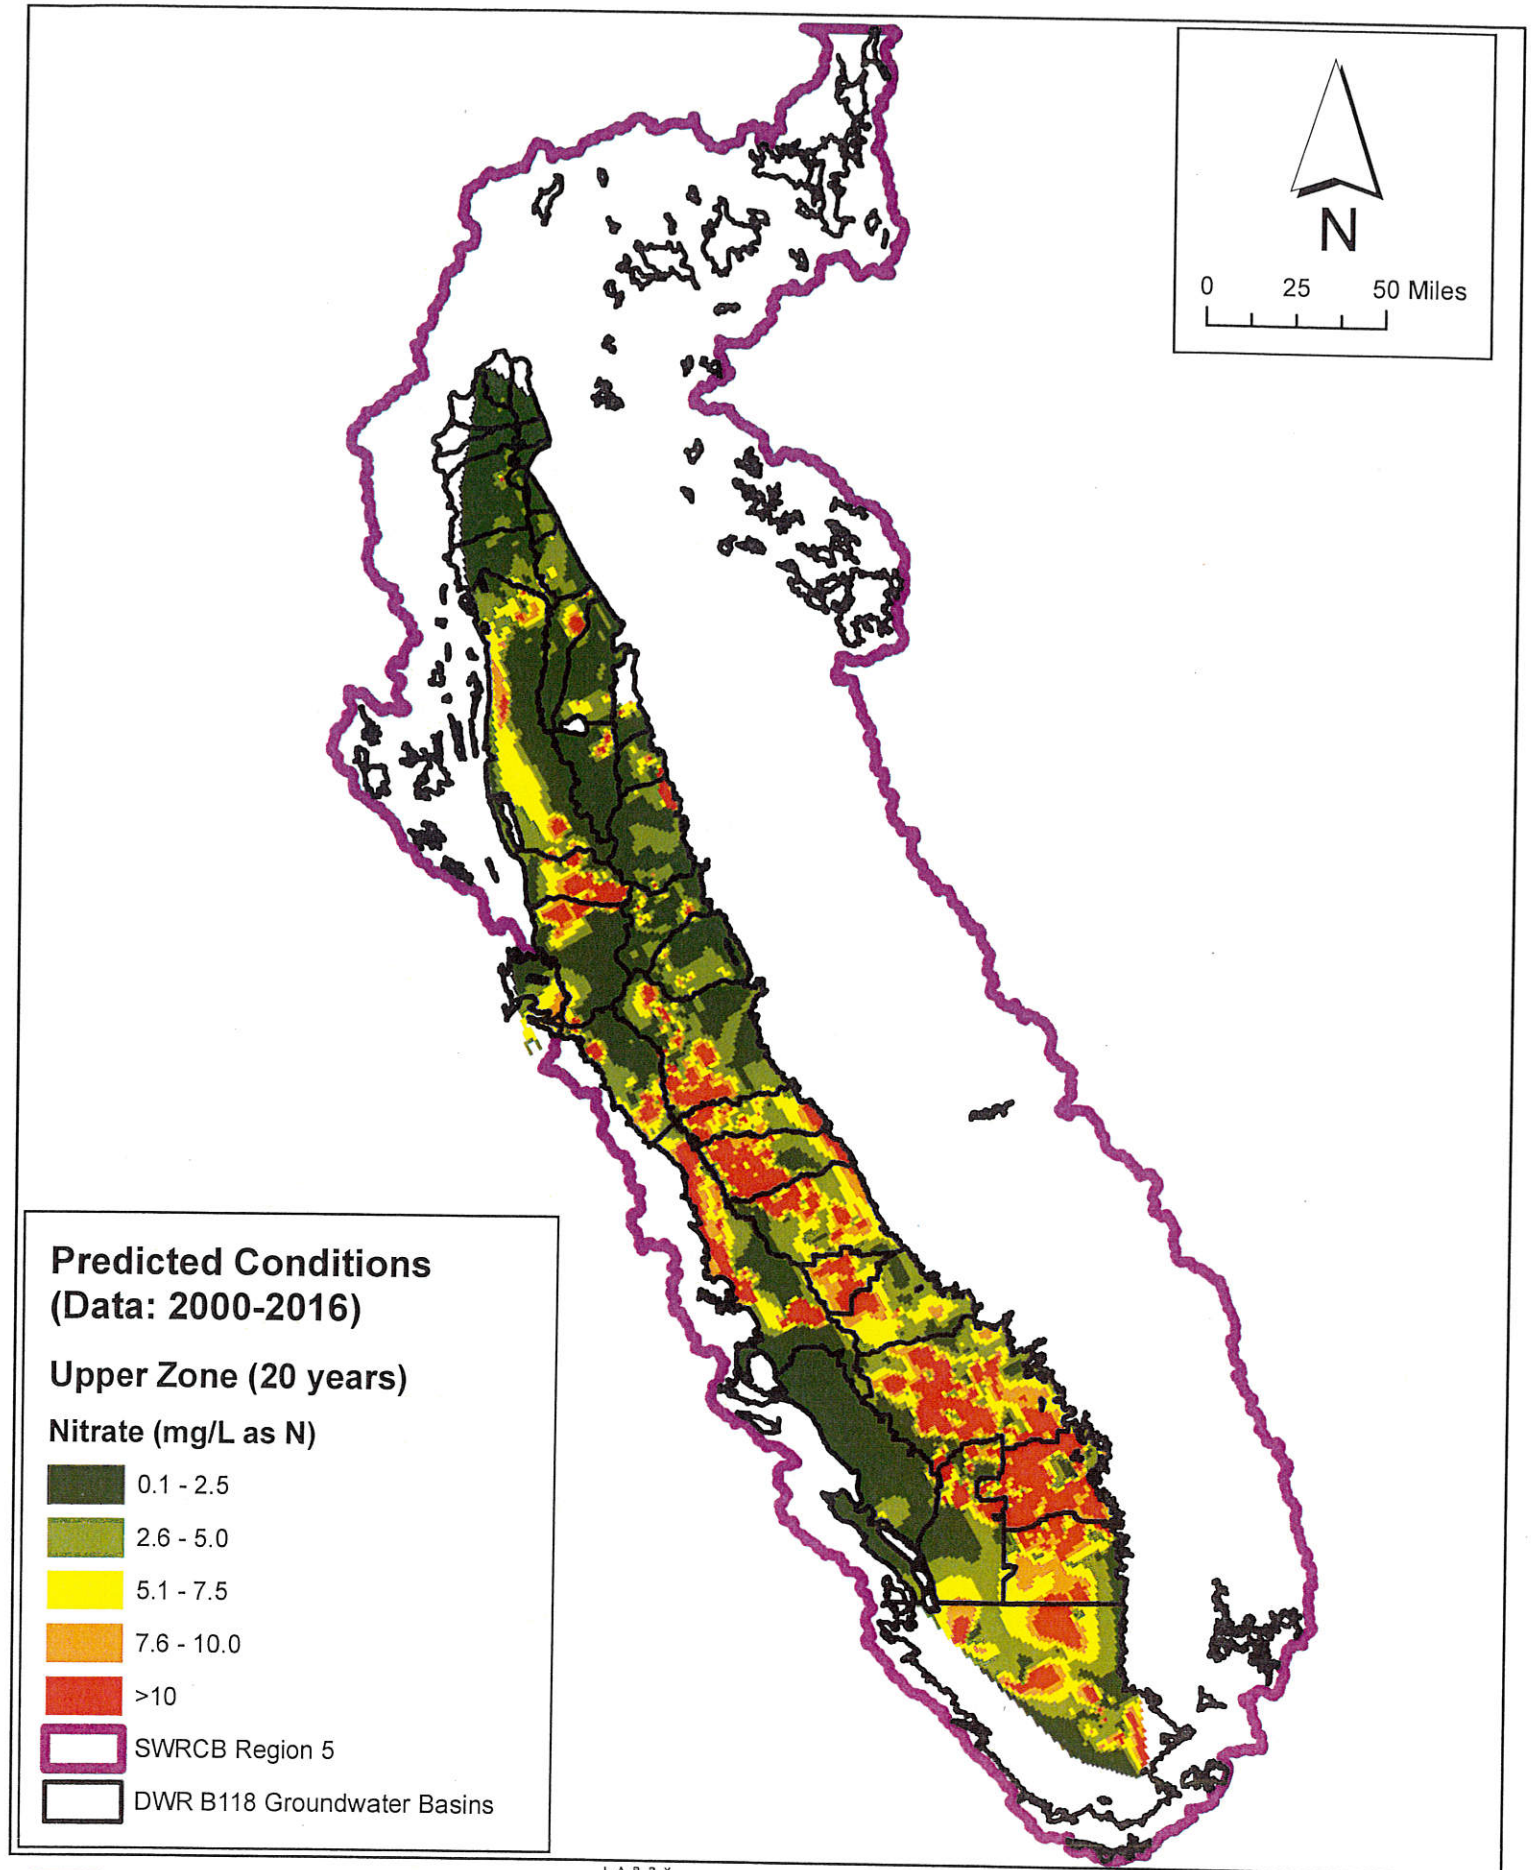 N
0 25 50 Miles
Predicted Conditions
(Data: 2000-2016)
Upper Zone (20 years)
Nitrate (mg/L as N)
0.1 - 2.5
2.6 - 5.0
5.1 - 7.5
7.6 - 10.0
>10
SWRCB Region 5
DWR B118 Groundwater Basins